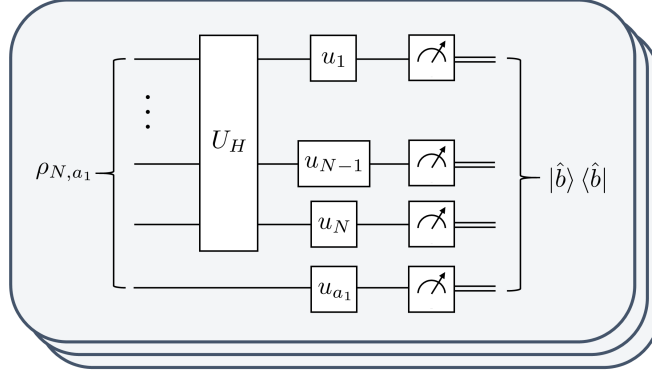 u_1
⋮
U_H
u_{N-1}
ρ_{N,a_1}
|b̂⟩⟨b̂|
u_N
u_{a_1}